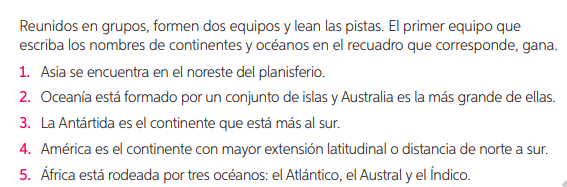 Reunidos en grupos, formen dos equipos y lean las pistas. El primer equipo que
escriba los nombres de continentes y océanos en el recuadro que corresponde, gana.
1. Asia se encuentra en el noreste del planisferio.
2. Oceanía está formado por un conjunto de islas y Australia es la más grande de ellas.
3. La Antártida es el continente que está más al sur.
4. América es el continente con mayor extensión latitudinal o distancia de norte a sur.
5. África está rodeada por tres océanos: el Atlántico, el Austral y el Índico.